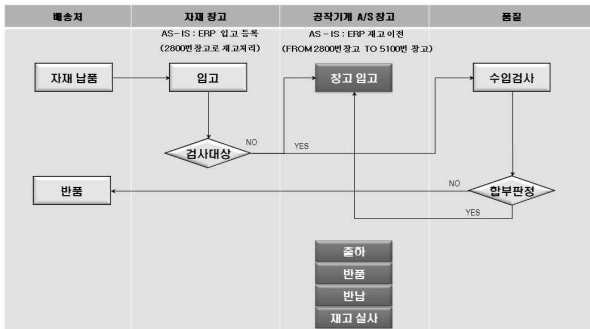 배송처
자재 창고
공작기계 A/S 창고
품질
AS-IS : ERP 입고 등록
(2800번창고로 재고처리)
AS-IS : ERP 재고 이전
(FROM 2800번창고 TO 5100번 창고)
자재 납품
입고
창고 입고
수입검사
검사대상
NO
YES
반품
NO
합부판정
YES
출하
반품
반납
재고 실사